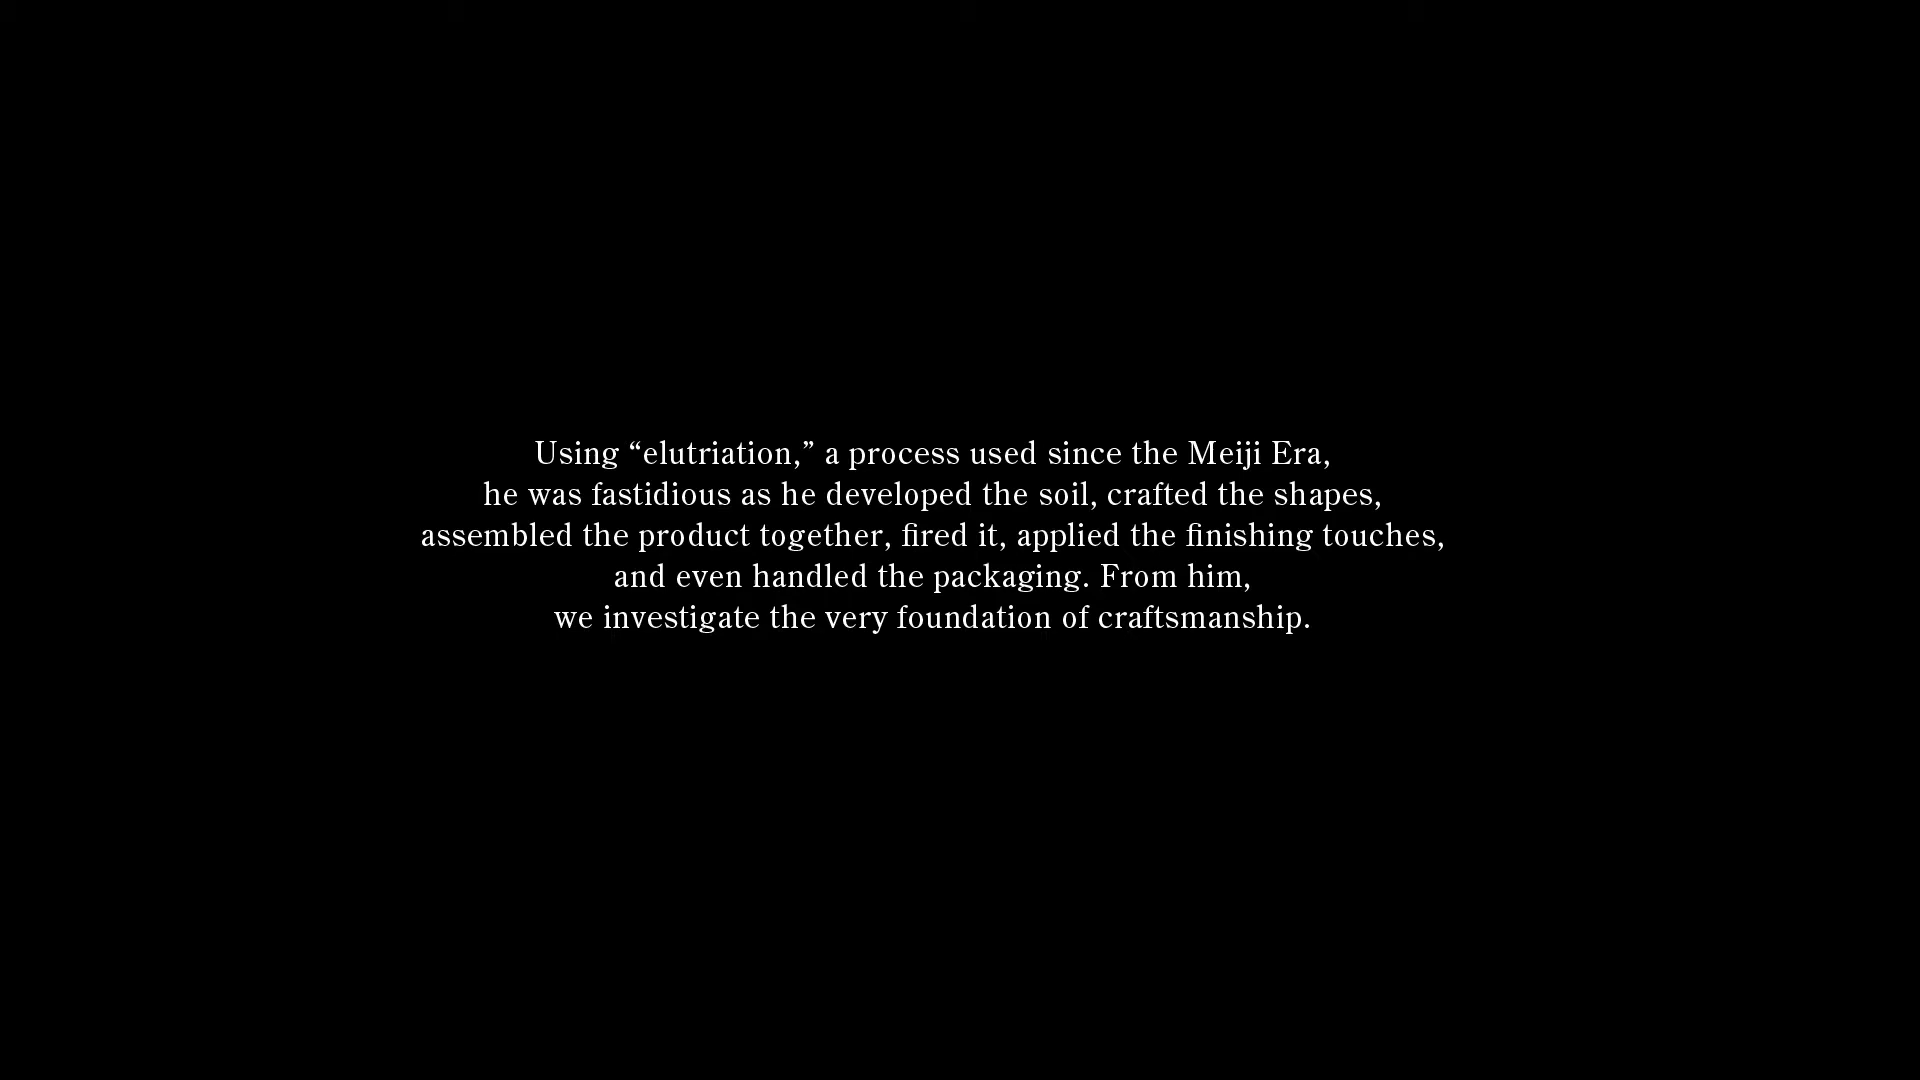 Using “elutriation,” a process used since the Meiji Era,
he was fastidious as he developed the soil, crafted the shapes,
assembled the product together, fired it, applied the finishing touches,
and even handled the packaging. From him,
we investigate the very foundation of craftsmanship.